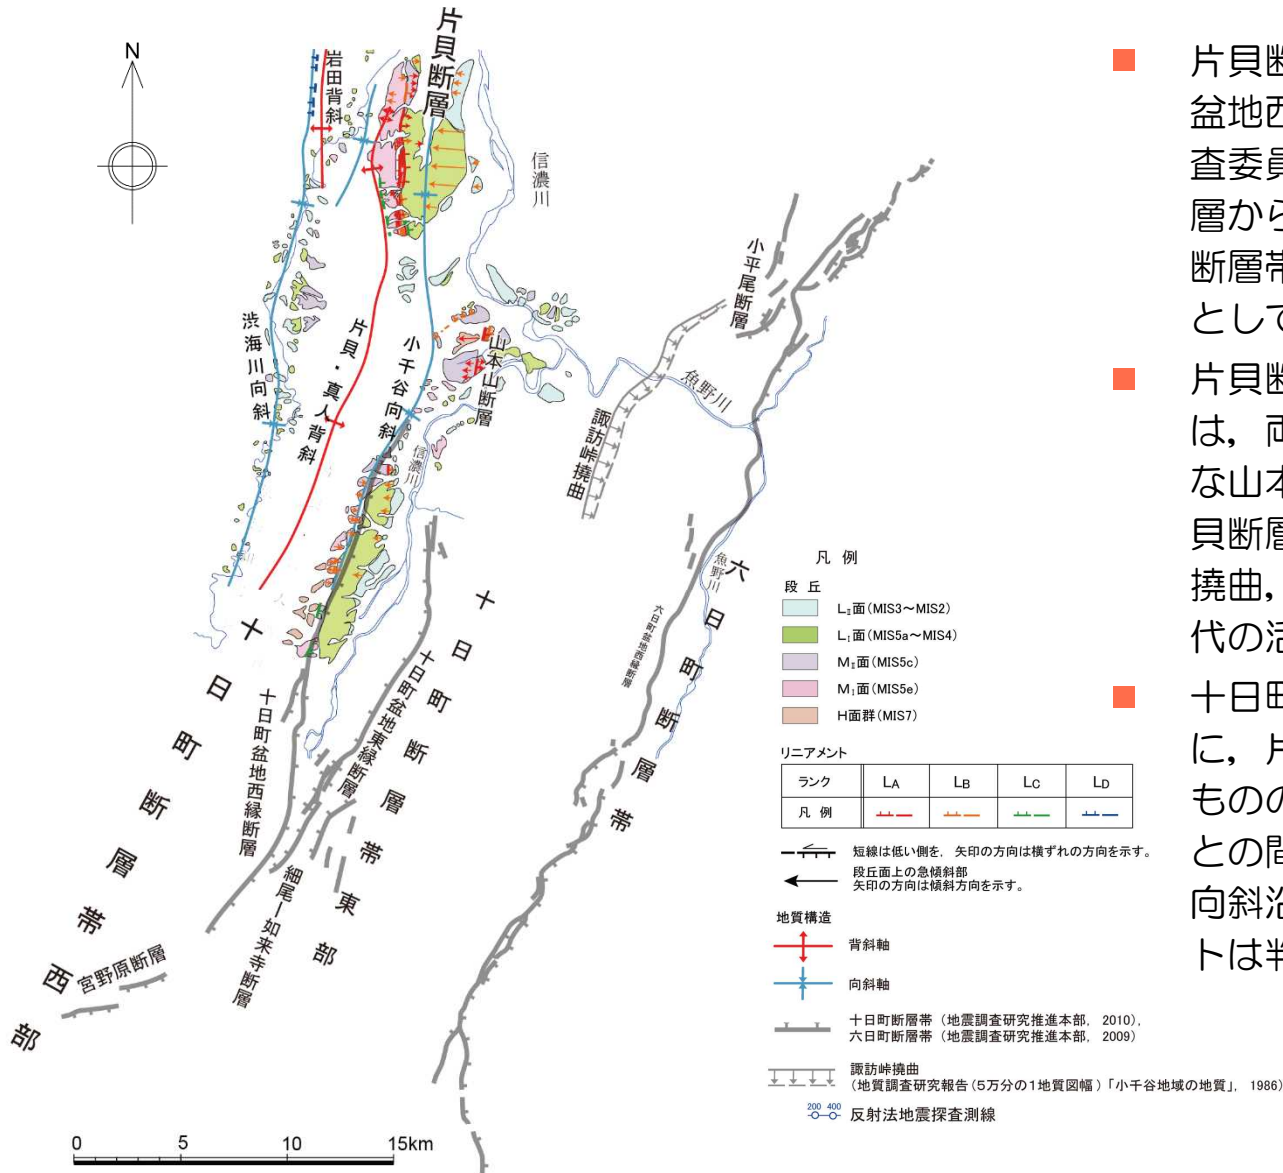 N
片貝断層
岩田背斜
信濃川
小平尾断層
渋海川向斜
片貝・真人背斜
小千谷向斜
山本山断層
信濃川
魚野川
諏訪峠撓曲
魚野川
六日町盆地西縁断層
六日町断層帯
十日町断層帯西部
十日町盆地西縁断層
十日町盆地東縁断層
十日町断層帯東部
細尾ー如来寺断層
宮野原断層
凡 例
段 丘
LⅡ面(MIS3～MIS2)
LⅠ面(MIS5a～MIS4)
MⅡ面(MIS5c)
MⅠ面(MIS5e)
H面群(MIS7)
リニアメント
ランク LA LB LC LD
凡 例
短線は低い側を, 矢印の方向は横ずれの方向を示す。
段丘面上の急傾斜部
矢印の方向は傾斜方向を示す。
地質構造
背斜軸
向斜軸
十日町断層帯 (地震調査研究推進本部, 2010),
六日町断層帯 (地震調査研究推進本部, 2009)
諏訪峠撓曲
(地質調査研究報告(5万分の1地質図幅)「小千谷地域の地質」, 1986)
200 400
反射法地震探査測線
0 5 10 15km
■ 片貝断
盆地西
査委員
層から
断層帯
として
■ 片貝断
は, 両
な山本
貝断層
撓曲,
代の活
■ 十日町
に, 片
ものの
との間
向斜沿
トは半